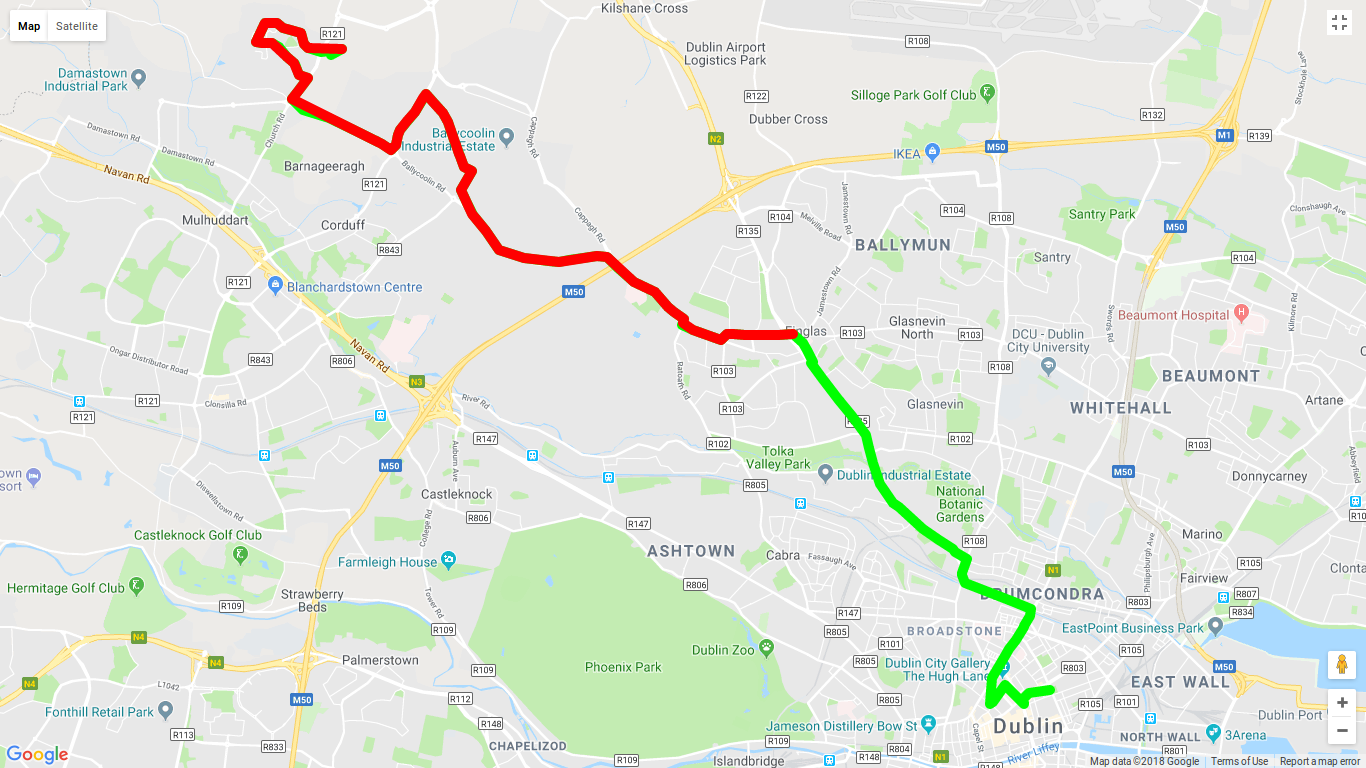 Map
Satellite
Kilshane Cross
R121
R108
Dublin Airport
Logistics Park
Damastown
Industrial Park
Silloge Park Golf Club
R122
Dubber Cross
Stockhole Lane
R132
M1
R139
Church Rd
Damastown Rd
Damastown Rd
Ballycoolin
Industrial Estate
Cappagh Rd
N2
IKEA
M50
Navan Rd
Barnageeragh
R121
Ballycoolin Rd
Jamestown Rd
Mulhuddart
Corduff
Cappagh Rd
R104
Melville Road
R135
R104
R108
Santry Park
Clonshaugh Ave
M50
BALLYMUN
R843
Santry
R104
R121
Blanchardstown Centre
M50
Jamestown Rd
Swords Rd
Kilmore Rd
Beaumont Hospital
Finglas
R103
Glasnevin
North
R103
DCU - Dublin
City University
Ongar Distributor Road
R843
R806
Navan Rd
R103
Ratoath Rd
R108
BEAUMONT
N3
R121
R121
Clonsilla Rd
River Rd
R103
Glasnevin
WHITEHALL
Artane
R147
Auburn Ave
R102
R102
R103
Tolka
Valley Park
M50
Dublin Industrial Estate
M50
Donnycarney
Abbeyfield
R805
Diswellstown Rd
Castleknock
National
Botanic
Gardens
R806
College Rd
R147
Castleknock Golf Club
ASHTOWN
Cabra
Fassaugh Ave
R108
Philipsburgh Ave
Marino
Farmleigh House
N1
R105
Hermitage Golf Club
R806
Fairview
Strawberry
Beds
Tower Rd
DRUMCONDRA
R803
R807
R834
R109
R147
R109
R805
R101
BROADSTONE
EastPoint Business Park
N4
Dublin Zoo
R105
N4
Palmerstown
R805
Dublin City Gallery
The Hugh Lane
R803
M50
Phoenix Park
R109
N4
L1042
M50
R112
R805
R105
R101
EAST WALL
Fonthill Retail Park
R148
Jameson Distillery Bow St
Capel St
Dublin
Dublin Port
R113
R833
CHAPELIZOD
R109
NORTH WALL
3Arena
R804
R801
River Liffey
R109
Islandbridge
R148
N1
R148
Google
Map data ©2018 Google
Terms of Use
Report a map error